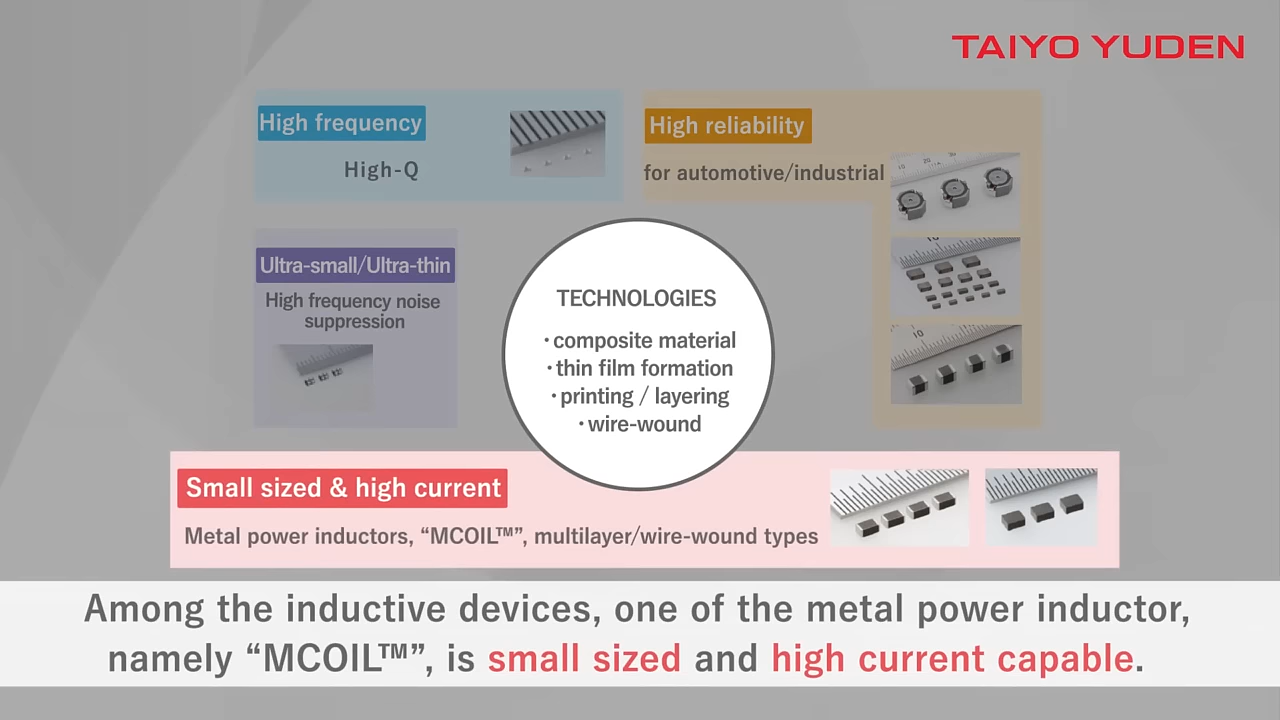 TAIYO YUDEN
High frequency
High-Q
High reliability
for automotive/industrial
Ultra-small/Ultra-thin
High frequency noise
suppression
TECHNOLOGIES
・composite material
・thin film formation
・printing / layering
・wire-wound
Small sized & high current
Metal power inductors, “MCOIL™”, multilayer/wire-wound types
Among the inductive devices, one of the metal power inductor,
namely “MCOIL™”, is small sized and high current capable.